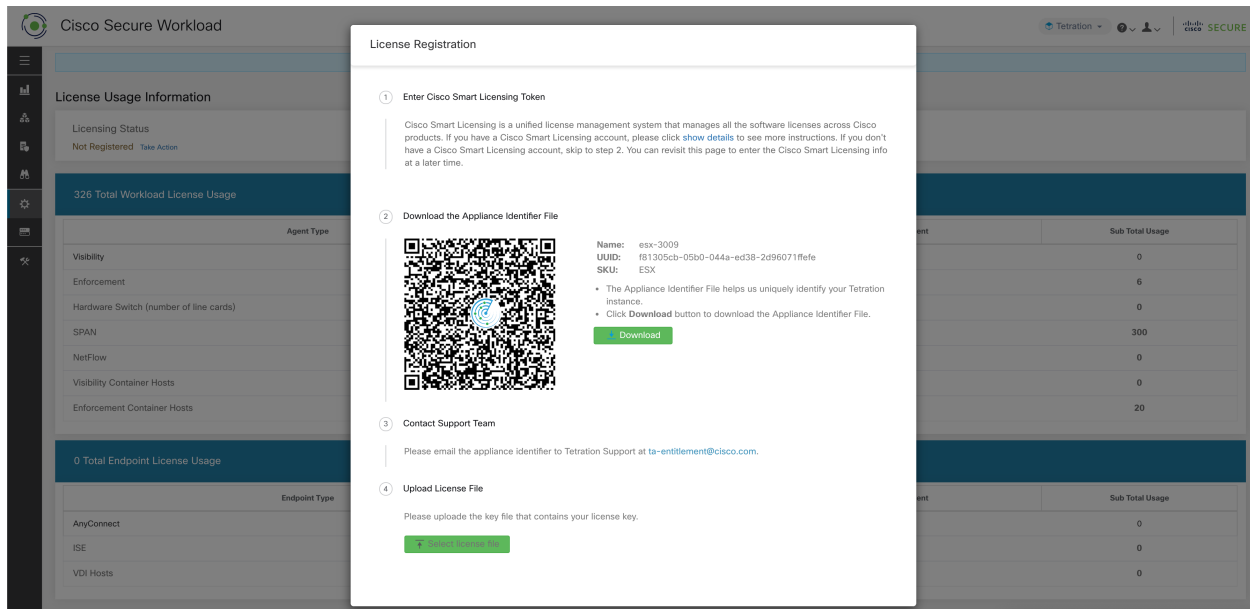 Cisco Secure Workload
Tetration
cisco SECURE
License Usage Information
Licensing Status
Not Registered Take Action
326 Total Workload License Usage
Agent Type
ent
Sub Total Usage
Visibility
0
Enforcement
6
Hardware Switch (number of line cards)
0
SPAN
300
NetFlow
0
Visibility Container Hosts
0
Enforcement Container Hosts
20
0 Total Endpoint License Usage
Endpoint Type
ent
Sub Total Usage
AnyConnect
0
ISE
0
VDI Hosts
0
License Registration
1 Enter Cisco Smart Licensing Token
Cisco Smart Licensing is a unified license management system that manages all the software licenses across Cisco
products. If you have a Cisco Smart Licensing account, please click show details to see more instructions. If you don't
have a Cisco Smart Licensing account, skip to step 2. You can revisit this page to enter the Cisco Smart Licensing info
at a later time.
2 Download the Appliance Identifier File
Name: esx-3009
UUID: f81305cb-05b0-044a-ed38-2d96071ffefe
SKU: ESX
• The Appliance Identifier File helps us uniquely identify your Tetration
instance.
• Click Download button to download the Appliance Identifier File.
Download
3 Contact Support Team
Please email the appliance identifier to Tetration Support at ta-entitlement@cisco.com.
4 Upload License File
Please uploade the key file that contains your license key.
Select license file